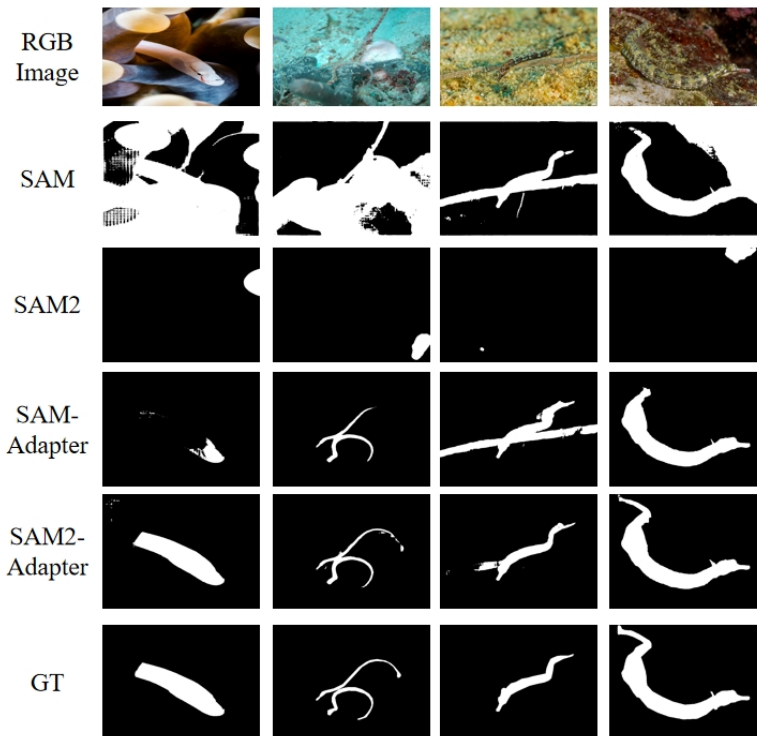 RGB
Image
SAM
SAM2
SAM-
Adapter
SAM2-
Adapter
GT